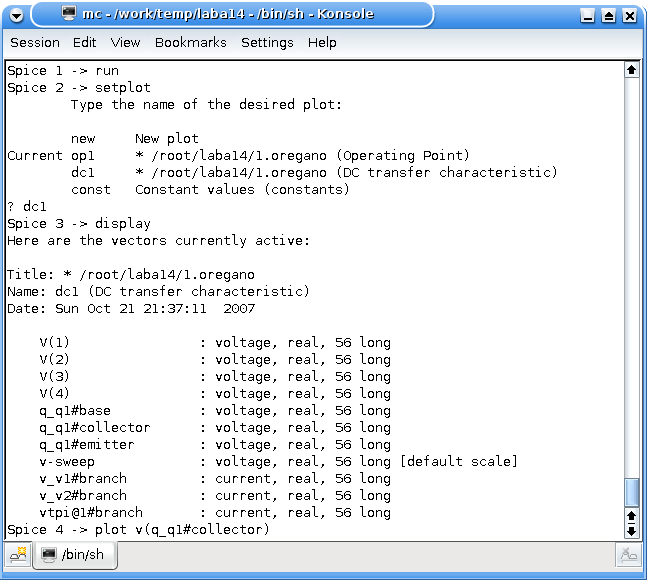 mc - /work/temp/laba14 - /bin/sh - Konsole
Session Edit View Bookmarks Settings Help
Spice 1 -> run
Spice 2 -> setplot
Type the name of the desired plot:
new New plot
Current op1 * /root/laba14/1.oregano (Operating Point)
dc1 * /root/laba14/1.oregano (DC transfer characteristic)
const Constant values (constants)
? dc1
Spice 3 -> display
Here are the vectors currently active:
Title: * /root/laba14/1.oregano
Name: dc1 (DC transfer characteristic)
Date: Sun Oct 21 21:37:11 2007
V(1) : voltage, real, 56 long
V(2) : voltage, real, 56 long
V(3) : voltage, real, 56 long
V(4) : voltage, real, 56 long
q_q1#base : voltage, real, 56 long
q_q1#collector : voltage, real, 56 long
q_q1#emitter : voltage, real, 56 long
v-sweep : voltage, real, 56 long [default scale]
v_v1#branch : current, real, 56 long
v_v2#branch : current, real, 56 long
vtpi@1#branch : current, real, 56 long
Spice 4 -> plot v(q_q1#collector)
/bin/sh